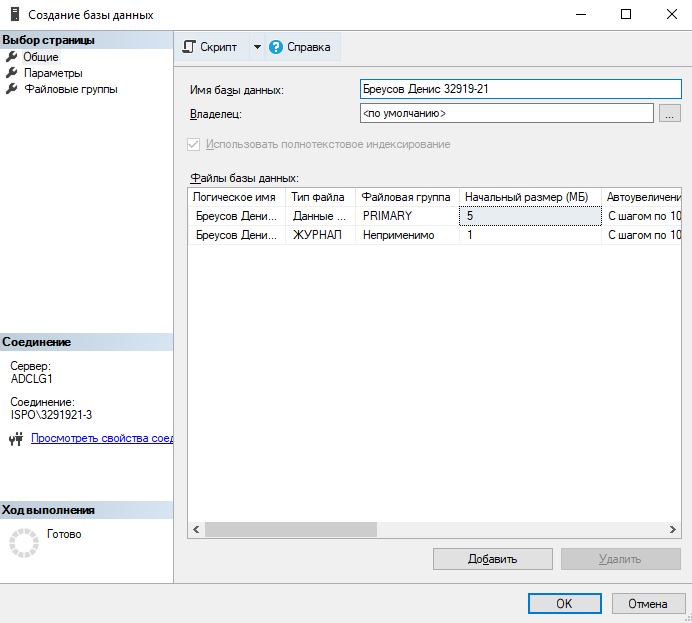 Создание базы данных
Выбор страницы
Общие
Параметры
Файловые группы
Скрипт
Справка
Имя базы данных: Бреусов Денис 32919-21
Владелец: <по умолчанию> ...
Использовать полнотекстовое индексирование
Файлы базы данных:
Логическое имя Тип файла Файловая группа Начальный размер (МБ) Автоувеличени
Бреусов Дени... Данные ... PRIMARY 5 С шагом по 10
Бреусов Дени... ЖУРНАЛ Неприменимо 1 С шагом по 10
Соединение
Сервер:
ADCLG1
Соединение:
ISPO\3291921-3
Просмотреть свойства соед
Ход выполнения
Готово
Добавить Удалить
OK Отмена